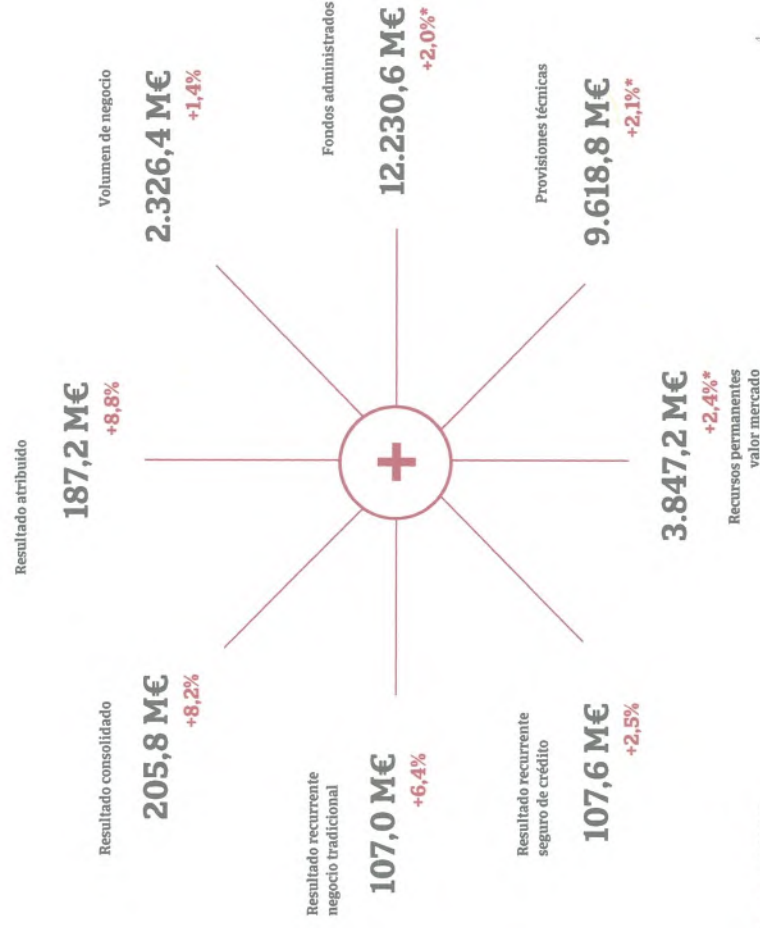 Resultado atribuido
187,2 M€
+8,8%
Volumen de negocio
2.326,4 M€
+1,4%
Fondos administrados
12.230,6 M€
+2,0%*
Provisiones técnicas
9.618,8 M€
+2,1%*
3.847,2 M€
+2,4%*
Recursos permanentes
valor mercado
Resultado recurrente
seguro de crédito
107,6 M€
+2,5%
Resultado recurrente
negocio tradicional
107,0 M€
+6,4%
Resultado consolidado
205,8 M€
+8,2%